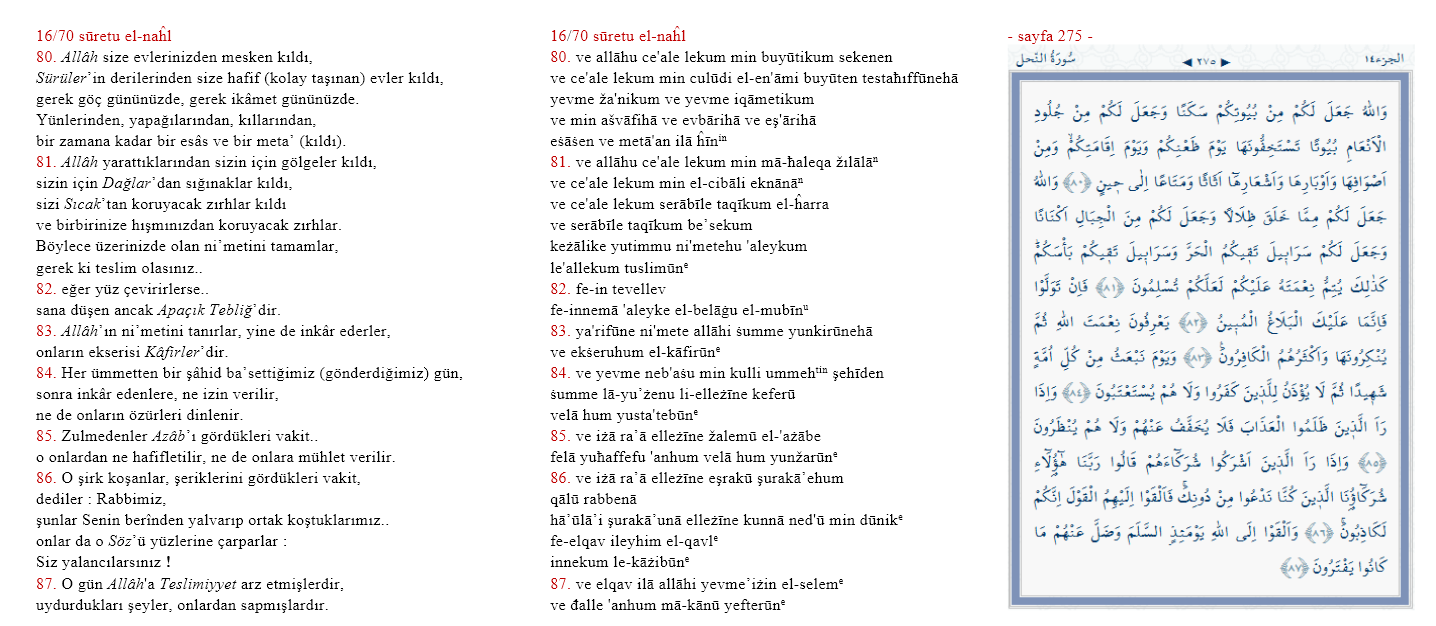 16/70 sūretu el-naĥl
80. Allâh size evlerinizden mesken kıldı,
Sürüler’in derilerinden size hafif (kolay taşınan) evler kıldı,
gerek göç gününüzde, gerek ikâmet gününüzde.
Yünlerinden, yapağılarından, kıllarından,
bir zamana kadar bir esâs ve bir meta’ (kıldı).
81. Allâh yarattıklarından sizin için gölgeler kıldı,
sizin için Dağlar’dan sığınaklar kıldı,
sizi Sıcak’tan koruyacak zırhlar kıldı
ve birbirinize hışmınızdan koruyacak zırhlar.
Böylece üzerinizde olan ni’metini tamamlar,
gerek ki teslim olasınız..
82. eğer yüz çevirirlerse..
sana düşen ancak Apaçık Tebliğ’dir.
83. Allâh’ın ni’metini tanırlar, yine de inkâr ederler,
onların ekserisi Kâfirler’dir.
84. Her ümmetten bir şâhid ba’settiğimiz (gönderdiğimiz) gün,
sonra inkâr edenlere, ne izin verilir,
ne de onların özürleri dinlenir.
85. Zulmedenler Azâb’ı gördükleri vakit..
o onlardan ne hafifletilir, ne de onlara mühlet verilir.
86. O şirk koşanlar, şeriklerini gördükleri vakit,
dediler : Rabbimiz,
şunlar Senin berînden yalvarıp ortak koştuklarımız..
onlar da o Söz’ü yüzlerine çarparlar :
Siz yalancılarsınız !
87. O gün Allâh'a Teslimiyyet arz etmişlerdir,
uydurdukları şeyler, onlardan sapmışlardır.
16/70 sūretu el-naĥl
80. ve allāhu ce'ale lekum min buyūtikum sekenen
ve ce'ale lekum min culūdi el-en'āmi buyūten testaħiffūnehā
yevme ža'nikum ve yevme iqāmetikum
ve min ašvāfihā ve evbārihā ve eş'ārihā
eśāśen ve metā'an ilā ĥīnⁱⁿ
81. ve allāhu ce'ale lekum min mā-ħaleqa žılālāⁿ
ve ce'ale lekum min el-cibāli eknānāⁿ
ve ce'ale lekum serābīle taqīkum el-ĥarra
ve serābīle taqīkum be’sekum
keżālike yutimmu ni'metehu 'aleykum
le'allekum tuslimūnᵉ
82. fe-in tevellev
fe-innemā 'aleyke el-belāġu el-mubīnᵘ
83. ya'rifūne ni'mete allāhi śumme yunkirūnehā
ve ekśeruhum el-kāfirūnᵉ
84. ve yevme neb'aśu min kulli ummehᵗⁱⁿ şehīden
śumme lā-yu’żenu li-elleżīne keferū
velā hum yusta'tebūnᵉ
85. ve iżā ra’ā elleżīne žalemū el-'ażābe
felā yuħaffefu 'anhum velā hum yunžarūnᵉ
86. ve iżā ra’ā elleżīne eşrakū şurakā’ehum
qālū rabbenā
hā’ūlā’i şurakā’unā elleżīne kunnā ned'ū min dūnikᵉ
fe-elqav ileyhim el-qavlᵉ
innekum le-kāżibūnᵉ
87. ve elqav ilā allāhi yevme’iżin el-selemᵉ
ve đalle 'anhum mā-kānū yefterūnᵉ
- sayfa 275 -
سُورَةُ النَّحل ◀ ٢٧٥ ▶ الجزء ١٤
وَاللّٰهُ جَعَلَ لَكُمْ مِنْ بُيُوتِكُمْ سَكَنًا وَجَعَلَ لَكُمْ مِنْ جُلُودِ
الْاَنْعَامِ بُيُوتًا تَسْتَخِفُّونَهَا يَوْمَ ظَعْنِكُمْ وَيَوْمَ اِقَامَتِكُمْۙ وَمِنْ
اَصْوَافِهَا وَاَوْبَارِهَا وَاَشْعَارِهَٓا اَثَاثًا وَمَتَاعًا اِلٰى ح۪ينٍ ﴿٨٠﴾ وَاللّٰهُ
جَعَلَ لَكُمْ مِمَّا خَلَقَ ظِلَالًا وَجَعَلَ لَكُمْ مِنَ الْجِبَالِ اَكْنَانًا
وَجَعَلَ لَكُمْ سَرَاب۪يلَ تَق۪يكُمُ الْحَرَّ وَسَرَاب۪يلَ تَق۪يكُمْ بَأْسَكُمْۜ
كَذٰلِكَ يُتِمُّ نِعْمَتَهُ عَلَيْكُمْ لَعَلَّكُمْ تُسْلِمُونَ ﴿٨١﴾ فَاِنْ تَوَلَّوْا
فَاِنَّمَا عَلَيْكَ الْبَلَاغُ الْمُب۪ينُ ﴿٨٢﴾ يَعْرِفُونَ نِعْمَتَ اللّٰهِ ثُمَّ
يُنْكِرُونَهَا وَاَكْثَرُهُمُ الْكَافِرُونَ۟ ﴿٨٣﴾ وَيَوْمَ نَبْعَثُ مِنْ كُلِّ اُمَّةٍ
شَه۪يدًا ثُمَّ لَا يُؤْذَنُ لِلَّذ۪ينَ كَفَرُوا وَلَا هُمْ يُسْتَعْتَبُونَ ﴿٨٤﴾ وَاِذَا
رَاَ الَّذ۪ينَ ظَلَمُوا الْعَذَابَ فَلَا يُخَفَّفُ عَنْهُمْ وَلَا هُمْ يُنْظَرُونَ
﴿٨٥﴾ وَاِذَا رَاَ الَّذ۪ينَ اَشْرَكُوا شُرَكَٓاءَهُمْ قَالُوا رَبَّنَا هٰٓؤُ۬لَٓاءِ
شُرَكَٓاؤُ۬نَا الَّذ۪ينَ كُنَّا نَدْعُوا مِنْ دُونِكَۚ فَاَلْقَوْا اِلَيْهِمُ الْقَوْلَ اِنَّكُمْ
لَكَاذِبُونَۚ ﴿٨٦﴾ وَاَلْقَوْا اِلَى اللّٰهِ يَوْمَئِذٍۨ السَّلَمَ وَضَلَّ عَنْهُمْ مَا
كَانُوا يَفْتَرُونَ ﴿٨٧﴾